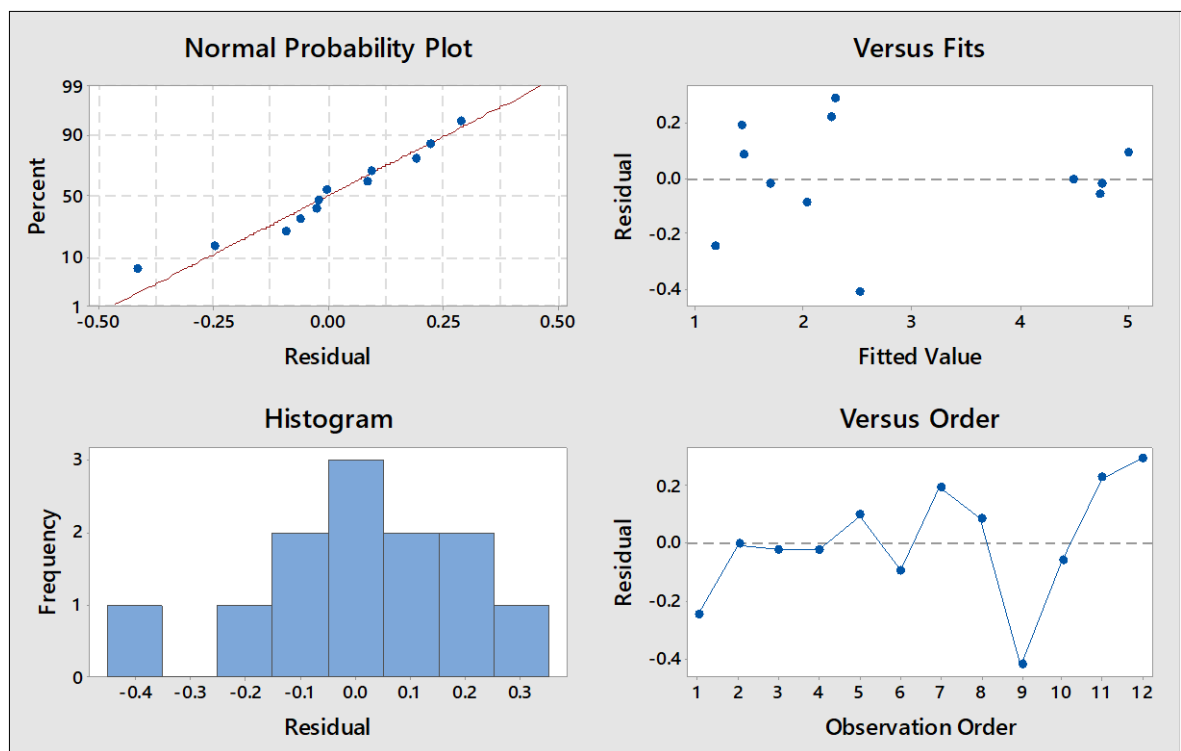 Normal Probability Plot
99
90
50
10
1
Percent
-0.50 -0.25 0.00 0.25 0.50
Residual
Versus Fits
0.2
0.0
-0.2
-0.4
Residual
1 2 3 4 5
Fitted Value
Histogram
3
2
1
0
Frequency
-0.4 -0.3 -0.2 -0.1 0.0 0.1 0.2 0.3
Residual
Versus Order
0.2
0.0
-0.2
-0.4
Residual
1 2 3 4 5 6 7 8 9 10 11 12
Observation Order